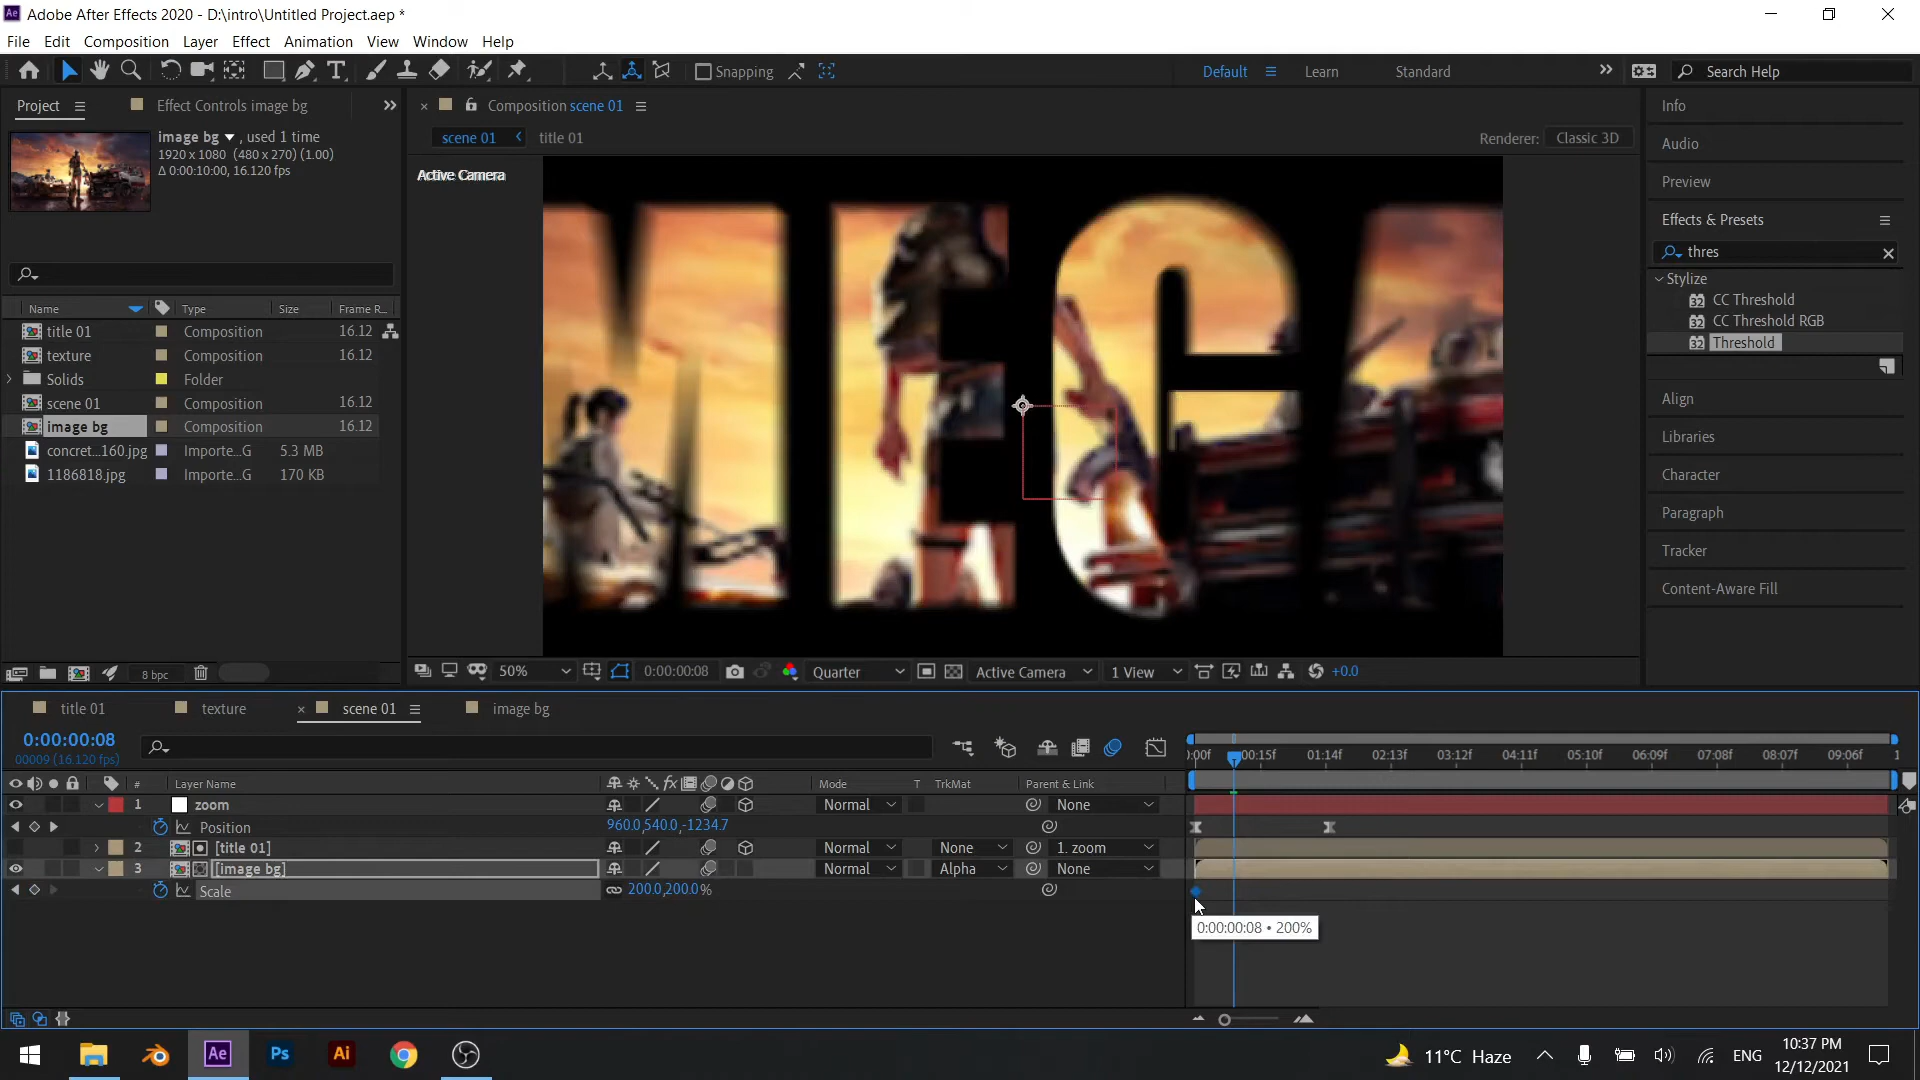 Adobe After Effects 2020 - D:\intro\Untitled Project.aep *
File Edit Composition Layer Effect Animation View Window Help
Snapping
Default Learn Standard Search Help
Project Effect Controls image bg
image bg , used 1 time
1920 x 1080 (480 x 270) (1.00)
Δ 0:00:10:00, 16.120 fps
Name Type Size Frame R...
title 01 Composition 16.12
texture Composition 16.12
Solids Folder
scene 01 Composition 16.12
image bg Composition 16.12
concret...160.jpg Importe...G 5.3 MB
1186818.jpg Importe...G 170 KB
8 bpc
Composition scene 01
scene 01 title 01
Renderer: Classic 3D
Active Camera
MEGA
50% 0:00:00:08 Quarter Active Camera 1 View +0.0
Info
Audio
Preview
Effects & Presets
thres
Stylize
32 CC Threshold
32 CC Threshold RGB
32 Threshold
Align
Libraries
Character
Paragraph
Tracker
Content-Aware Fill
title 01 texture scene 01 image bg
0:00:00:08
00009 (16.120 fps)
# Layer Name Mode T TrkMat Parent & Link
:00f 00:15f 01:14f 02:13f 03:12f 04:11f 05:10f 06:09f 07:08f 08:07f 09:06f 1
1 zoom Normal None
Position 960.0,540.0,-1234.7
2 [title 01] Normal None 1. zoom
3 [image bg] Normal Alpha None
Scale 200.0,200.0%
0:00:00:08 • 200%
Ae Ps Ai
11°C Haze ENG 10:37 PM
12/12/2021